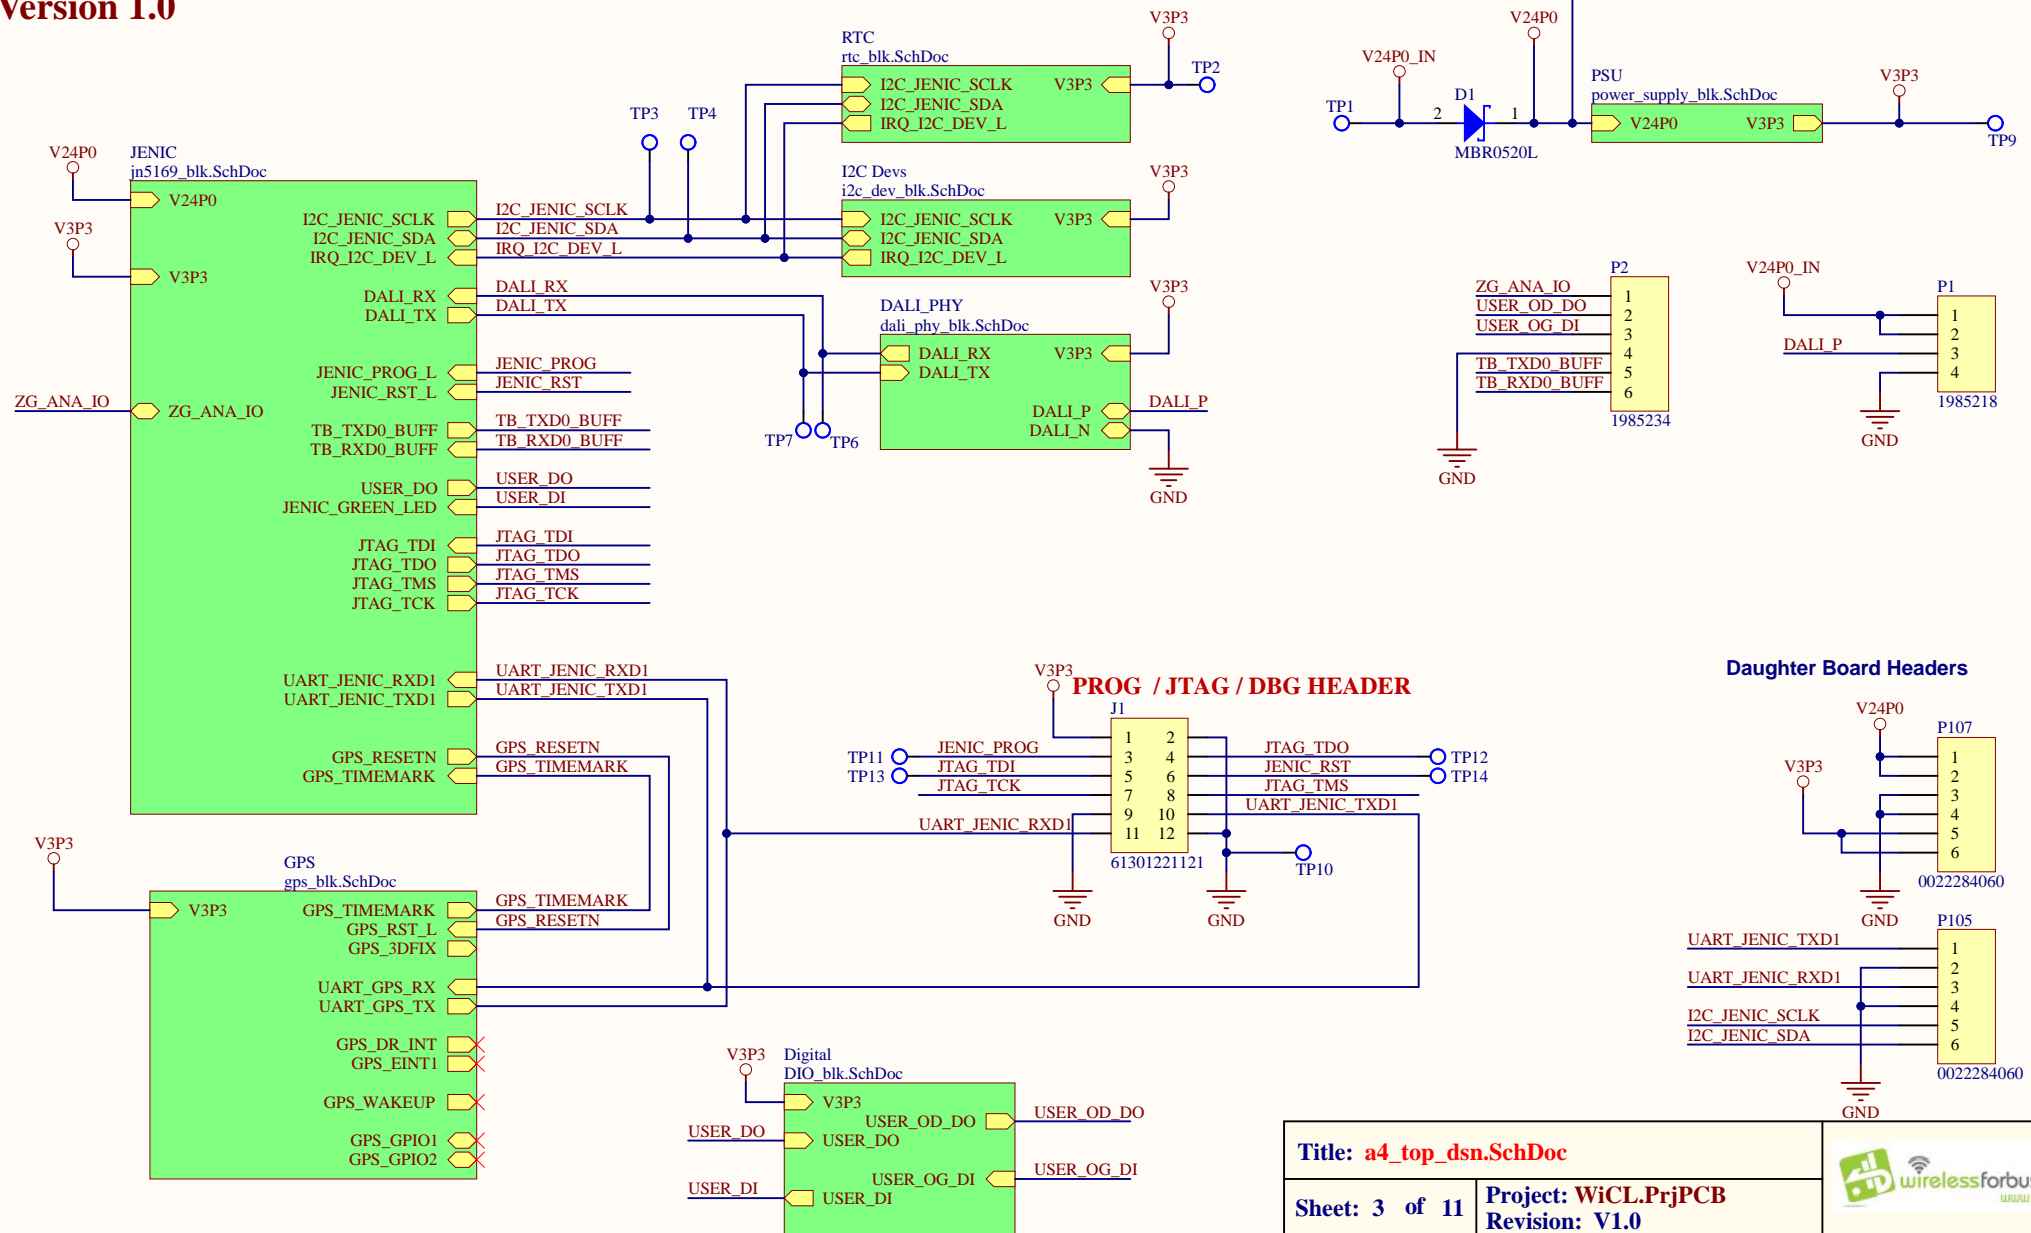 Version 1.0
JENIC
jn5169_blk.SchDoc
V24P0
V24P0
V3P3
V3P3
ZG_ANA_IO
ZG_ANA_IO
I2C_JENIC_SCLK
I2C_JENIC_SDA
IRQ_I2C_DEV_L
DALI_RX
DALI_TX
JENIC_PROG_L
JENIC_RST_L
TB_TXD0_BUFF
TB_RXD0_BUFF
USER_DO
JENIC_GREEN_LED
JTAG_TDI
JTAG_TDO
JTAG_TMS
JTAG_TCK
UART_JENIC_RXD1
UART_JENIC_TXD1
GPS_RESETN
GPS_TIMEMARK
I2C_JENIC_SCLK
I2C_JENIC_SDA
IRQ_I2C_DEV_L
DALI_RX
DALI_TX
JENIC_PROG
JENIC_RST
TB_TXD0_BUFF
TB_RXD0_BUFF
USER_DO
USER_DI
JTAG_TDI
JTAG_TDO
JTAG_TMS
JTAG_TCK
UART_JENIC_RXD1
UART_JENIC_TXD1
GPS_RESETN
GPS_TIMEMARK
TP3
TP4
RTC
rtc_blk.SchDoc
I2C_JENIC_SCLK
I2C_JENIC_SDA
IRQ_I2C_DEV_L
V3P3
V3P3
TP2
I2C Devs
i2c_dev_blk.SchDoc
I2C_JENIC_SCLK
I2C_JENIC_SDA
IRQ_I2C_DEV_L
V3P3
V3P3
DALI_PHY
dali_phy_blk.SchDoc
DALI_RX
DALI_TX
V3P3
V3P3
DALI_P
DALI_N
DALI_P
GND
TP7
TP6
TP1
V24P0_IN
D1
2
1
MBR0520L
V24P0
PSU
power_supply_blk.SchDoc
V24P0
V3P3
V3P3
TP9
P2
ZG_ANA_IO
USER_OD_DO
USER_OG_DI
TB_TXD0_BUFF
TB_RXD0_BUFF
1
2
3
4
5
6
1985234
GND
V24P0_IN
P1
DALI_P
1
2
3
4
1985218
GND
V3P3
PROG / JTAG / DBG HEADER
J1
TP11
JENIC_PROG
TP13
JTAG_TDI
JTAG_TCK
UART_JENIC_RXD1
1 2
3 4
5 6
7 8
9 10
11 12
61301221121
JTAG_TDO
TP12
JENIC_RST
TP14
JTAG_TMS
UART_JENIC_TXD1
TP10
GND
GND
Daughter Board Headers
V24P0
V3P3
P107
1
2
3
4
5
6
0022284060
GND
P105
UART_JENIC_TXD1
UART_JENIC_RXD1
I2C_JENIC_SCLK
I2C_JENIC_SDA
1
2
3
4
5
6
0022284060
GND
V3P3
GPS
gps_blk.SchDoc
V3P3
GPS_TIMEMARK
GPS_RST_L
GPS_3DFIX
UART_GPS_RX
UART_GPS_TX
GPS_DR_INT
GPS_EINT1
GPS_WAKEUP
GPS_GPIO1
GPS_GPIO2
GPS_TIMEMARK
GPS_RESETN
V3P3
Digital
DIO_blk.SchDoc
V3P3
USER_DO
USER_DO
USER_DI
USER_DI
USER_OD_DO
USER_OD_DO
USER_OG_DI
USER_OG_DI
Title: a4_top_dsn.SchDoc
Sheet: 3 of 11
Project: WiCL.PrjPCB
Revision: V1.0
wirelessforbus
www